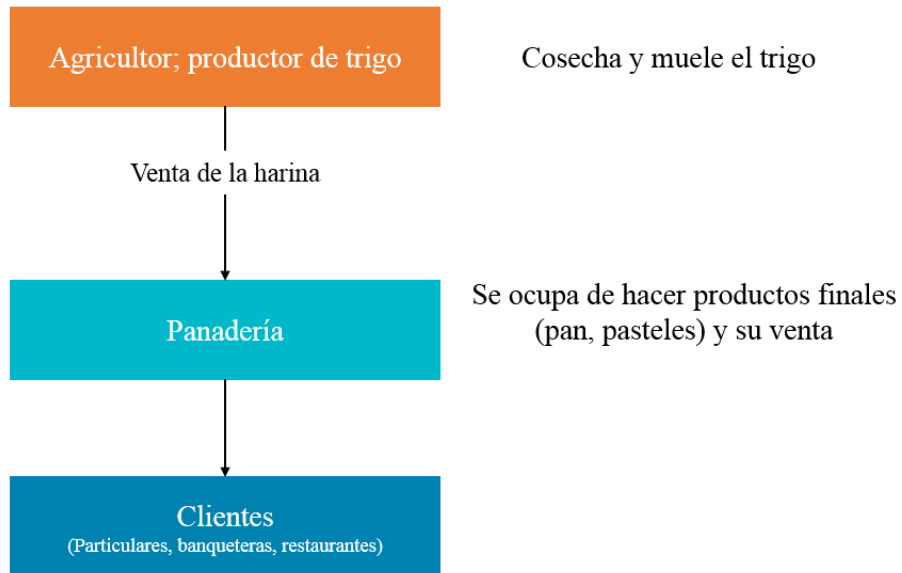 Agricultor; productor de trigo
Cosecha y muele el trigo
Venta de la harina
Panadería
Se ocupa de hacer productos finales
(pan, pasteles) y su venta
Clientes
(Particulares, banqueteras, restaurantes)